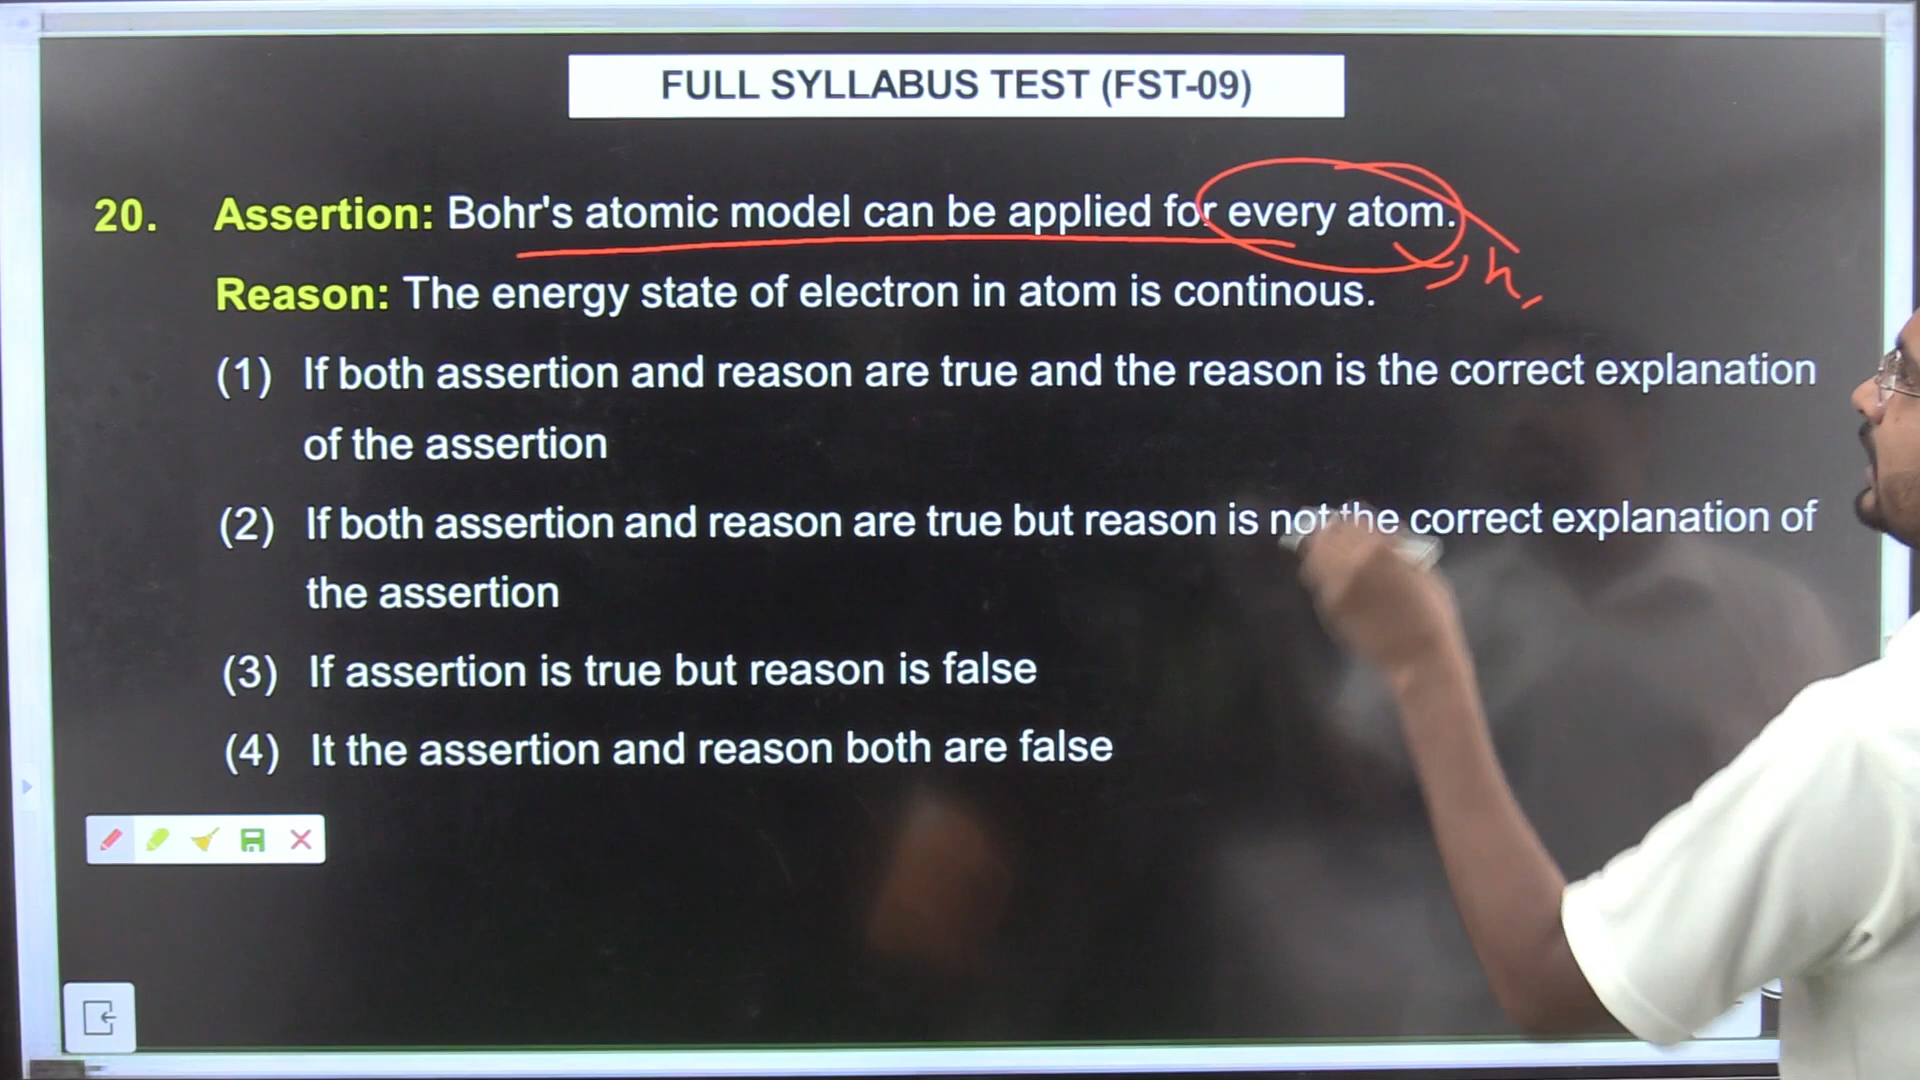 FULL SYLLABUS TEST (FST-09)
20. Assertion: Bohr's atomic model can be applied for every atom.
Reason: The energy state of electron in atom is continous.
(1) If both assertion and reason are true and the reason is the correct explanation
of the assertion
(2) If both assertion and reason are true but reason is not the correct explanation of
the assertion
(3) If assertion is true but reason is false
(4) It the assertion and reason both are false